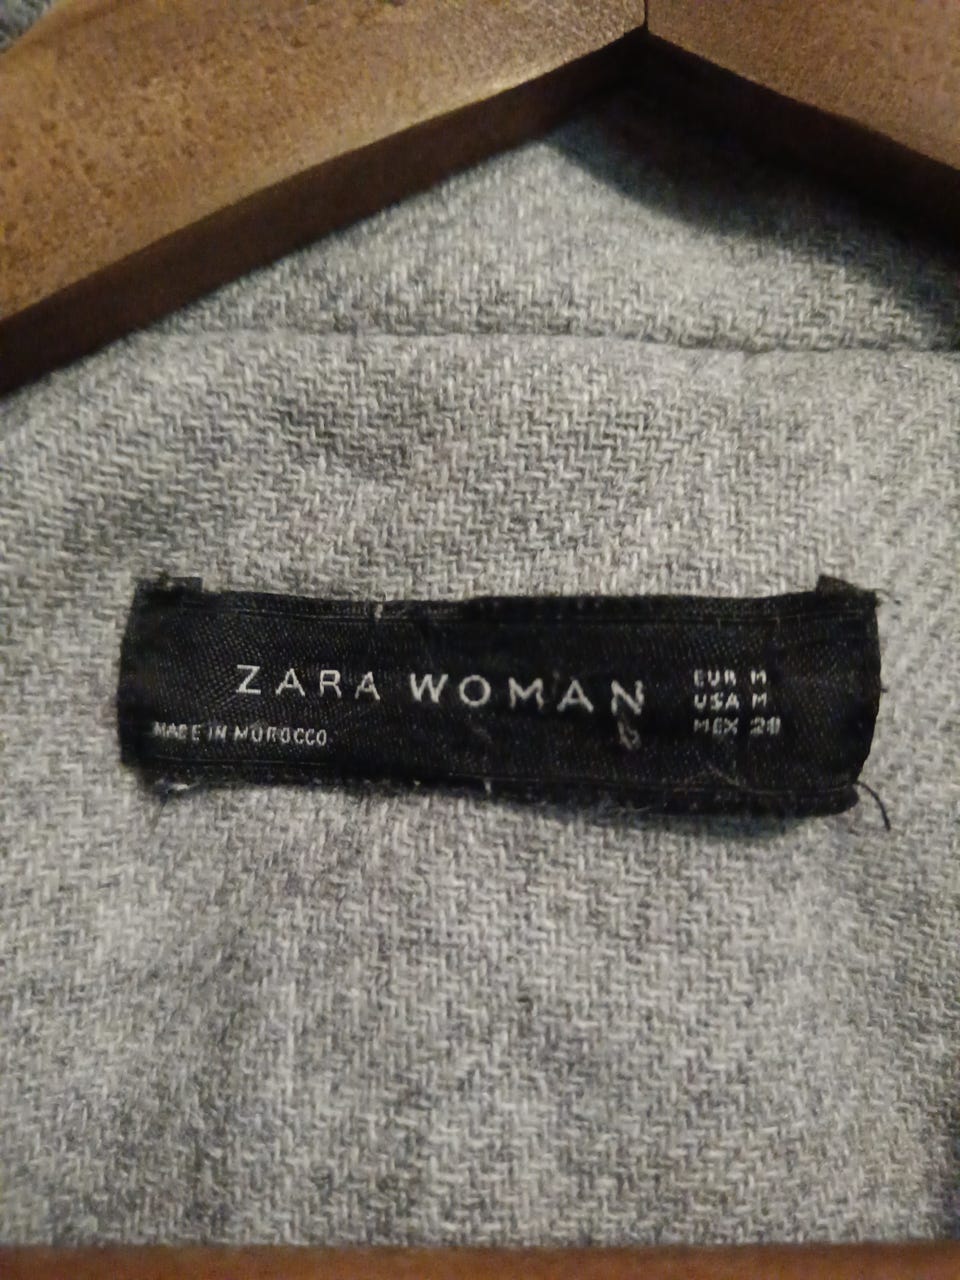 ZARA WOMAN
MADE IN MOROCCO
EUR M
USA M
MEX 28